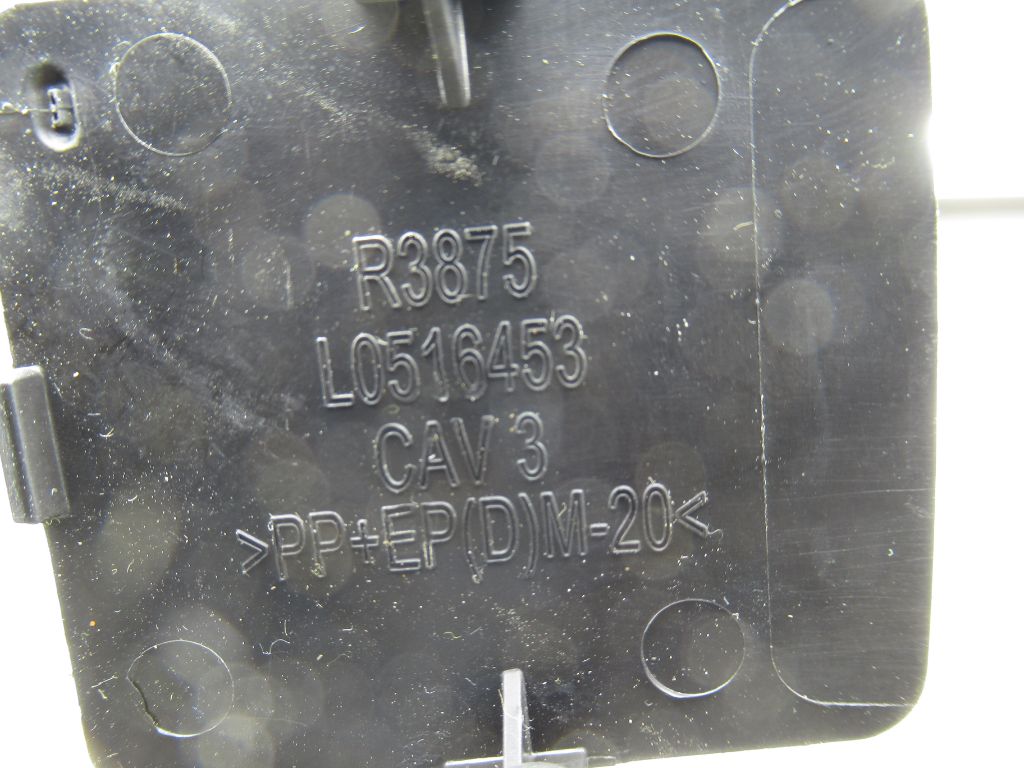 R3875
L0516453
CAV 3
>PP+EP(D)M-20<